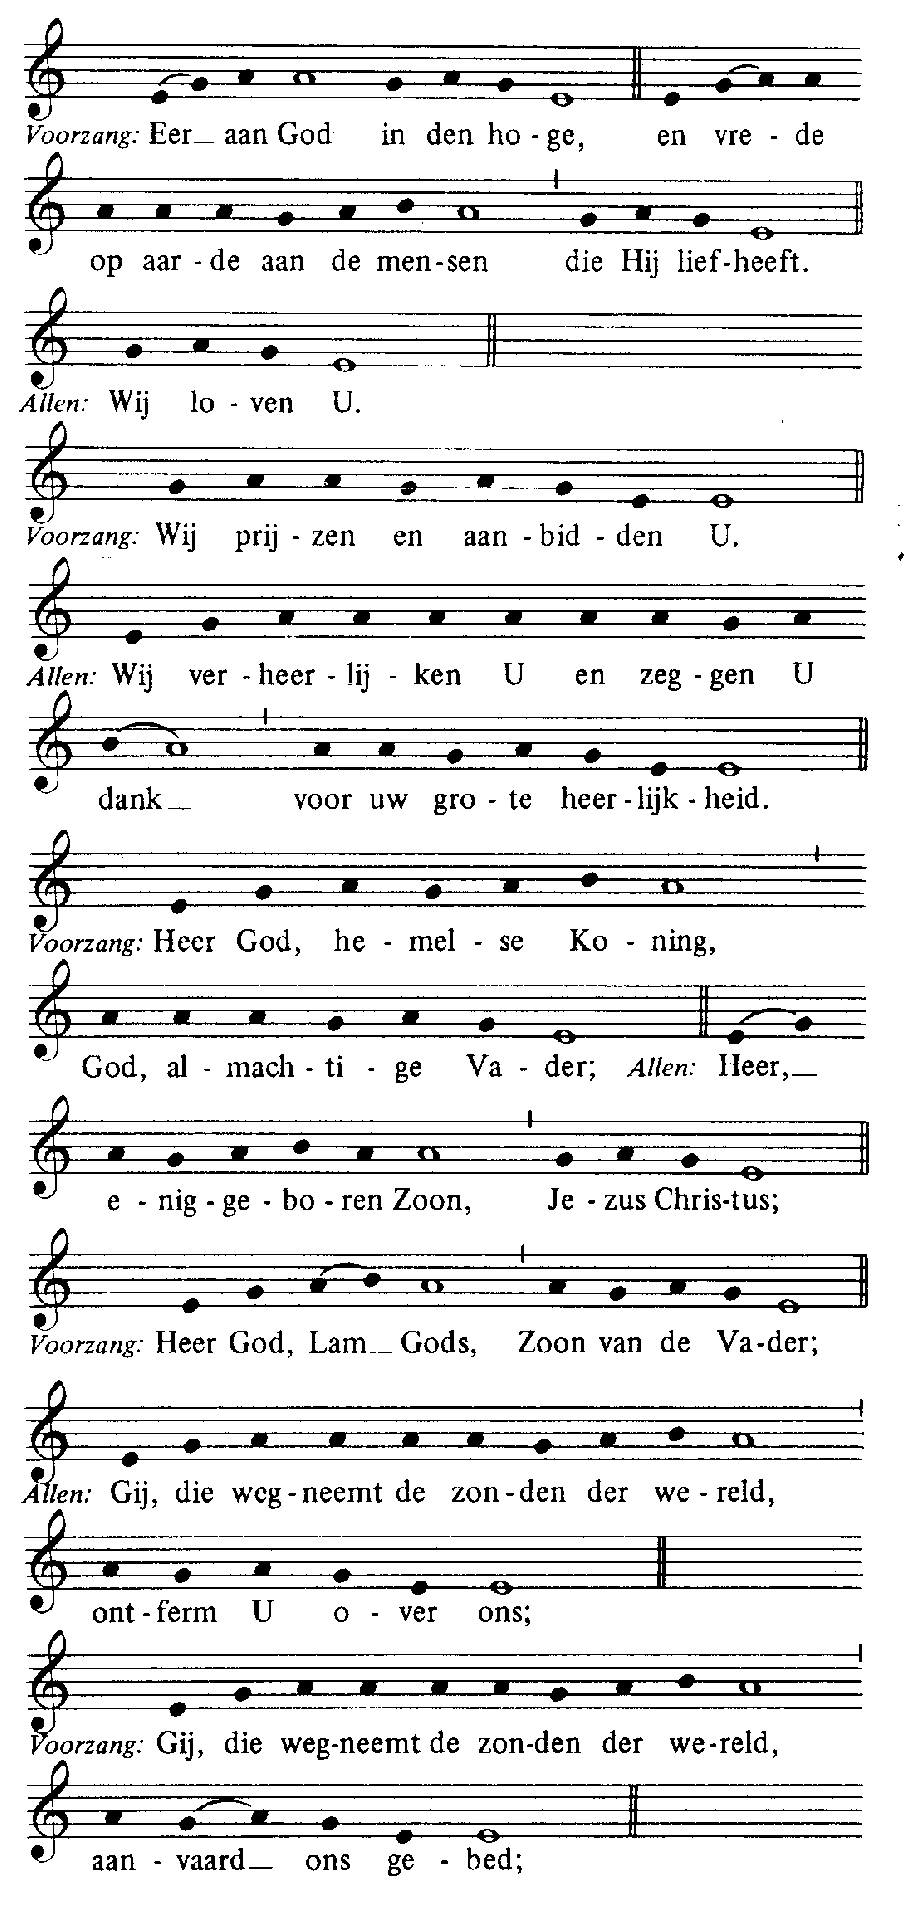 Voorzang: Eer_ aan God in den ho - ge, en vre - de
op aar - de aan de men - sen die Hij lief - heeft.
Allen: Wij lo - ven U.
Voorzang: Wij prij - zen en aan - bid - den U.
Allen: Wij ver - heer - lij - ken U en zeg - gen U
dank_ voor uw gro - te heer - lijk - heid.
Voorzang: Heer God, he - mel - se Ko - ning,
God, al - mach - ti - ge Va - der; Allen: Heer,_
e - nig - ge - bo - ren Zoon, Je - zus Chris - tus;
Voorzang: Heer God, Lam_ Gods, Zoon van de Va - der;
Allen: Gij, die weg - neemt de zon - den der we - reld,
ont - ferm U o - ver ons;
Voorzang: Gij, die weg - neemt de zon - den der we - reld,
aan - vaard_ ons ge - bed;